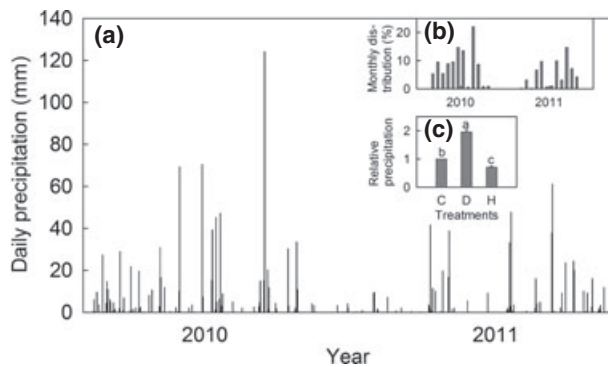 140
120
100
80
60
40
20
0
Daily precipitation (mm)
(a)
2010
2011
Year
(b)
20
10
0
Monthly dis-
tribution (%)
2010
2011
(c)
2
1
0
Relative
precipitation
b
a
c
C D H
Treatments